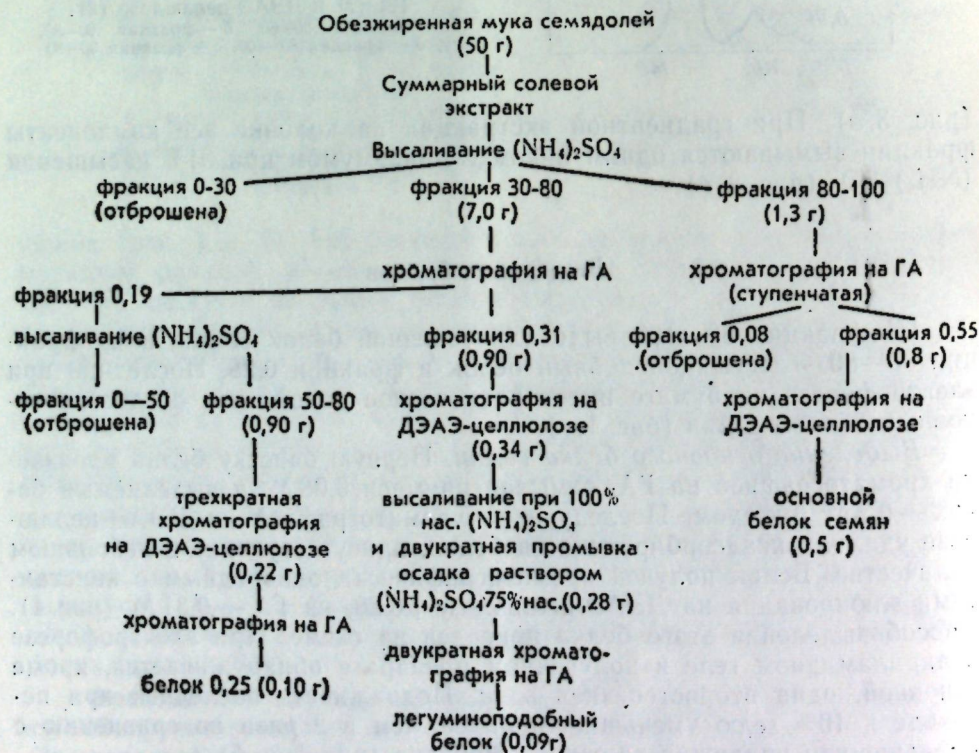 Обезжиренная мука семядолей
(50 г)
Суммарный солевой
экстракт
Высаливание (NH₄)₂SO₄
фракция 0-30
(отброшена)
фракция 30-80
(7,0 г)
фракция 80-100
(1,3 г)
хроматография на ГА
хроматография на ГА
(ступенчатая)
фракция 0,19
высаливание (NH₄)₂SO₄
фракция 0,31
(0,90 г)
фракция 0,08
(отброшена)
фракция 0,55
(0,8 г)
фракция 0—50
(отброшена)
фракция 50-80
(0,90 г)
хроматография на
ДЭАЭ-целлюлозе
(0,34 г)
хроматография на
ДЭАЭ-целлюлозе
трехкратная
хроматография
на ДЭАЭ-целлюлозе
(0,22 г)
высаливание при 100%
нас. (NH₄)₂SO₄
и двукратная промывка
осадка раствором
(NH₄)₂SO₄ 75% нас.(0,28 г)
основной
белок семян
(0,5 г)
хроматография на ГА
двукратная хромато-
графия на ГА
белок 0,25 (0,10 г)
легуминоподобный
белок (0,09г)